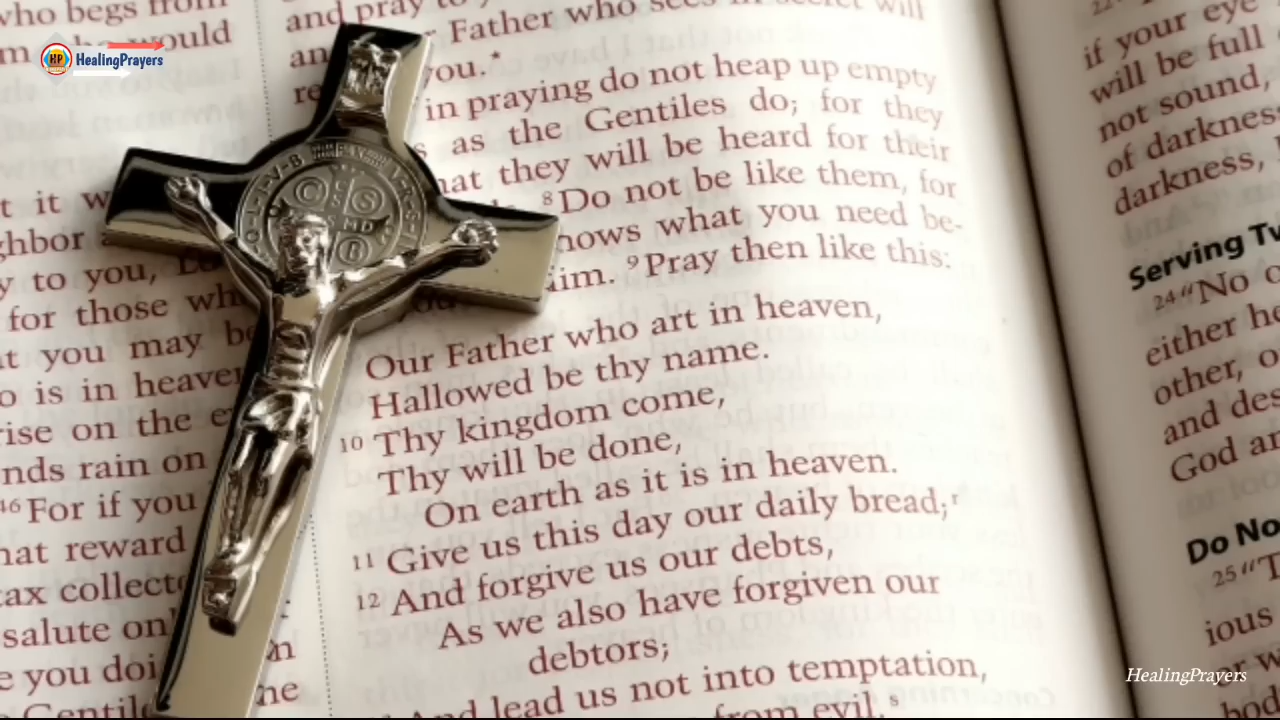 HealingPrayers
who begs from
would
t it
ghbor
y to you,
for those
at you may be
o is in heaven
rise on the
nds rain on
46 For if you
hat reward
tax collecto
salute on
e you doi
Gentile
and pray to
Father who sees in secret will
you.*
in praying do not heap up empty
as the Gentiles do; for they
hat they will be heard for their
8 Do not be like them, for
nows what you need be-
him. 9 Pray then like this:
Our Father who art in heaven,
Hallowed be thy name.
10 Thy kingdom come,
Thy will be done,
On earth as it is in heaven.
11 Give us this day our daily bread;r
12 And forgive us our debts,
As we also have forgiven our
debtors;
And lead us not into temptation,
from evil.s
if your eye
will be full
not sound,
of darkness
darkness,
Serving Tw
24 "No o
either he
other, o
and des
God an
Do No
25 "T
ious
HealingPrayers